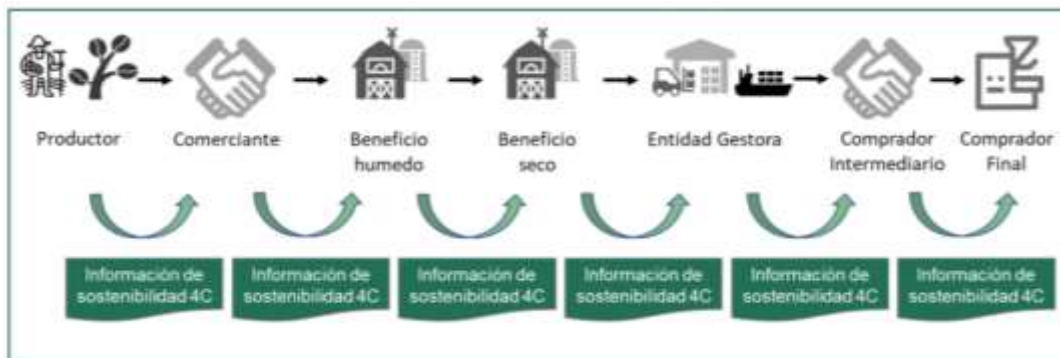 Productor
Comerciante
Beneficio
humedo
Beneficio
seco
Entidad Gestora
Comprador
Intermediario
Comprador
Final
Información de
sostenibilidad 4C
Información de
sostenibilidad 4C
Información de
sostenibilidad 4C
Información de
sostenibilidad 4C
Información de
sostenibilidad 4C
Información de
sostenibilidad 4C